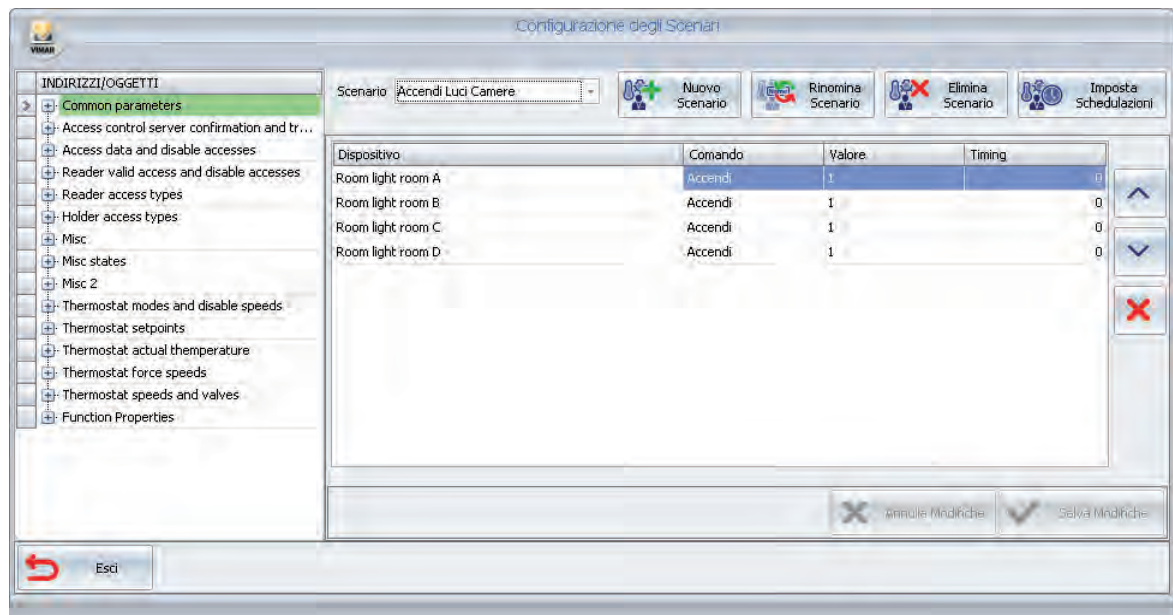 Configurazione degli Scenari
VIMAR
INDIRIZZI/OGGETTI
Common parameters
Access control server confirmation and tr...
Access data and disable accesses
Reader valid access and disable accesses
Reader access types
Holder access types
Misc
Misc states
Misc 2
Thermostat modes and disable speeds
Thermostat setpoints
Thermostat actual themperature
Thermostat force speeds
Thermostat speeds and valves
Function Properties
Scenario Accendi Luci Camere
Nuovo Scenario
Rinomina Scenario
Elimina Scenario
Imposta Schedulazioni
Dispositivo Comando Valore Timing
Room light room A Accendi 1 0
Room light room B Accendi 1 0
Room light room C Accendi 1 0
Room light room D Accendi 1 0
Annulla Modifiche Salva Modifiche
Esci